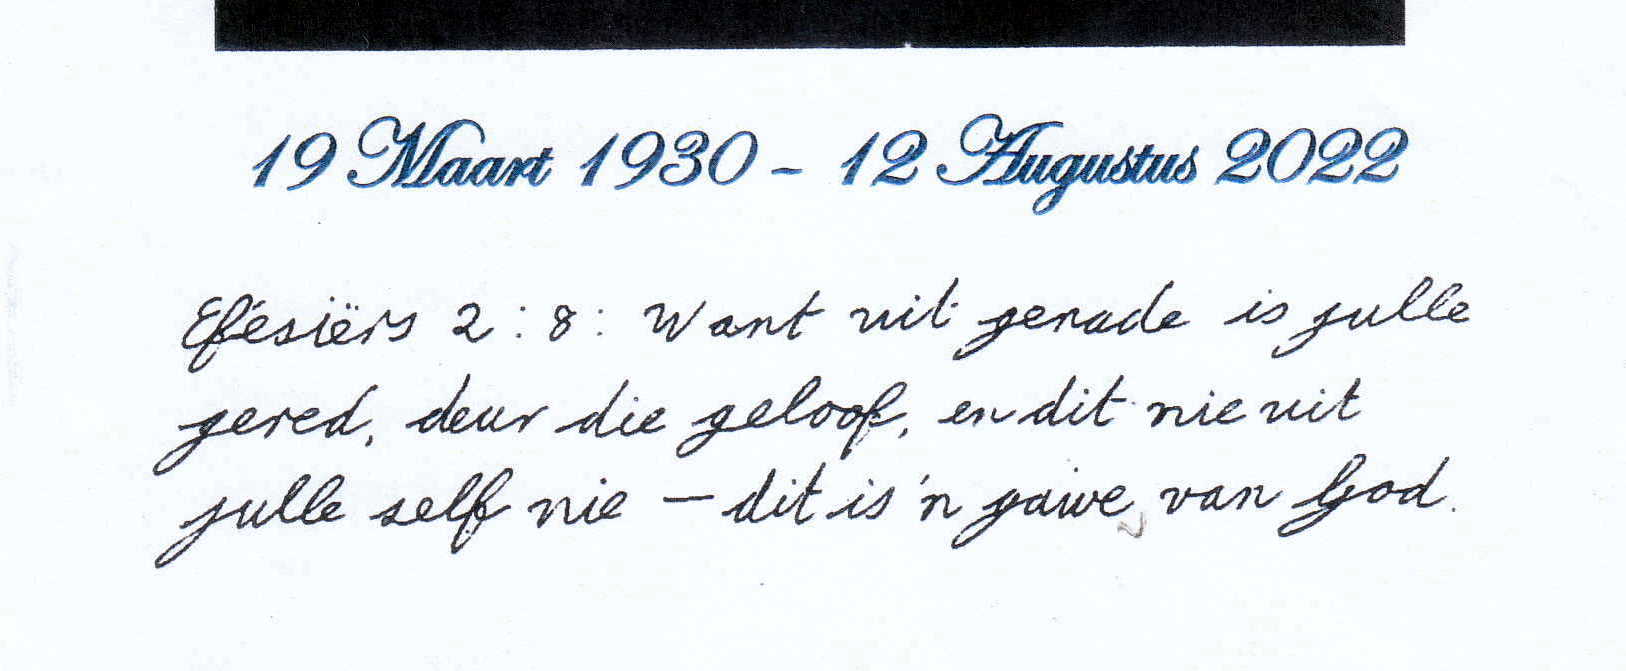 19 Maart 1930 - 12 Augustus 2022
Efésiërs 2:8: Want uit genade is julle
gered, deur die geloof, en dit nie uit
julle self nie — dit is 'n gawe van God.